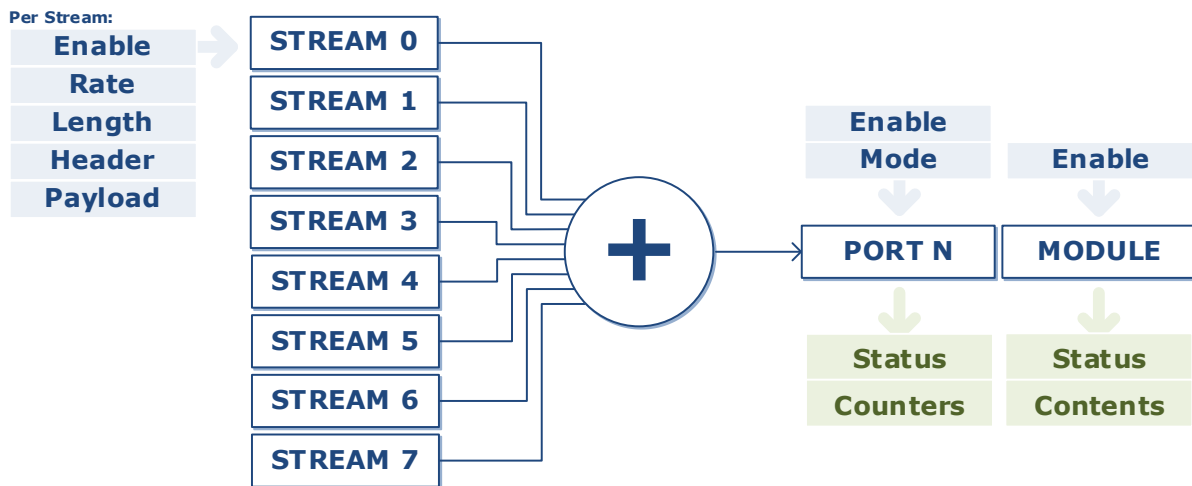 Per Stream:
Enable
Rate
Length
Header
Payload
STREAM 0
STREAM 1
STREAM 2
STREAM 3
STREAM 4
STREAM 5
STREAM 6
STREAM 7
+
Enable
Mode
PORT N
Status
Counters
Enable
MODULE
Status
Contents